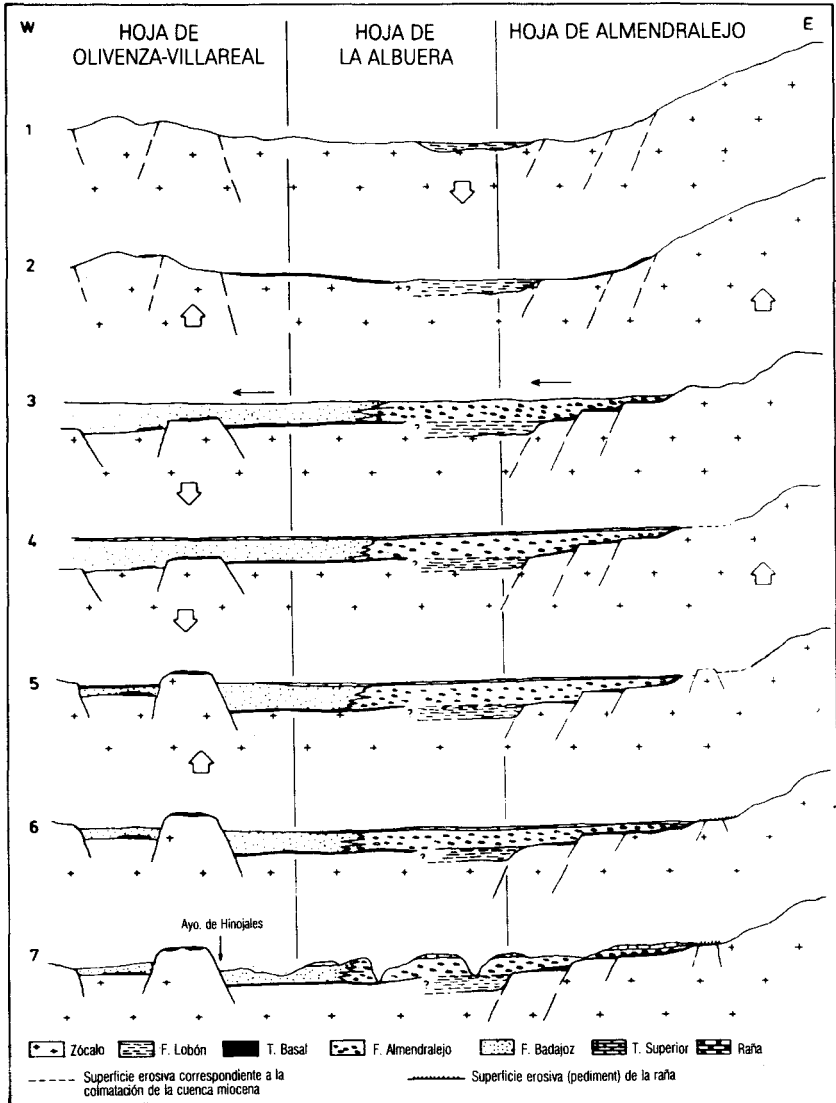 W
HOJA DE
OLIVENZA-VILLAREAL
HOJA DE
LA ALBUERA
HOJA DE ALMENDRALEJO
E
1
2
?
3
?
4
?
5
?
6
?
7
Ayo. de Hinojales
?
Zócalo
F. Lobón
T. Basal
F. Almendralejo
F. Badajoz
T. Superior
Raña
Superficie erosiva correspondiente a la
colmatación de la cuenca miocena
Superficie erosiva (pediment) de la raña